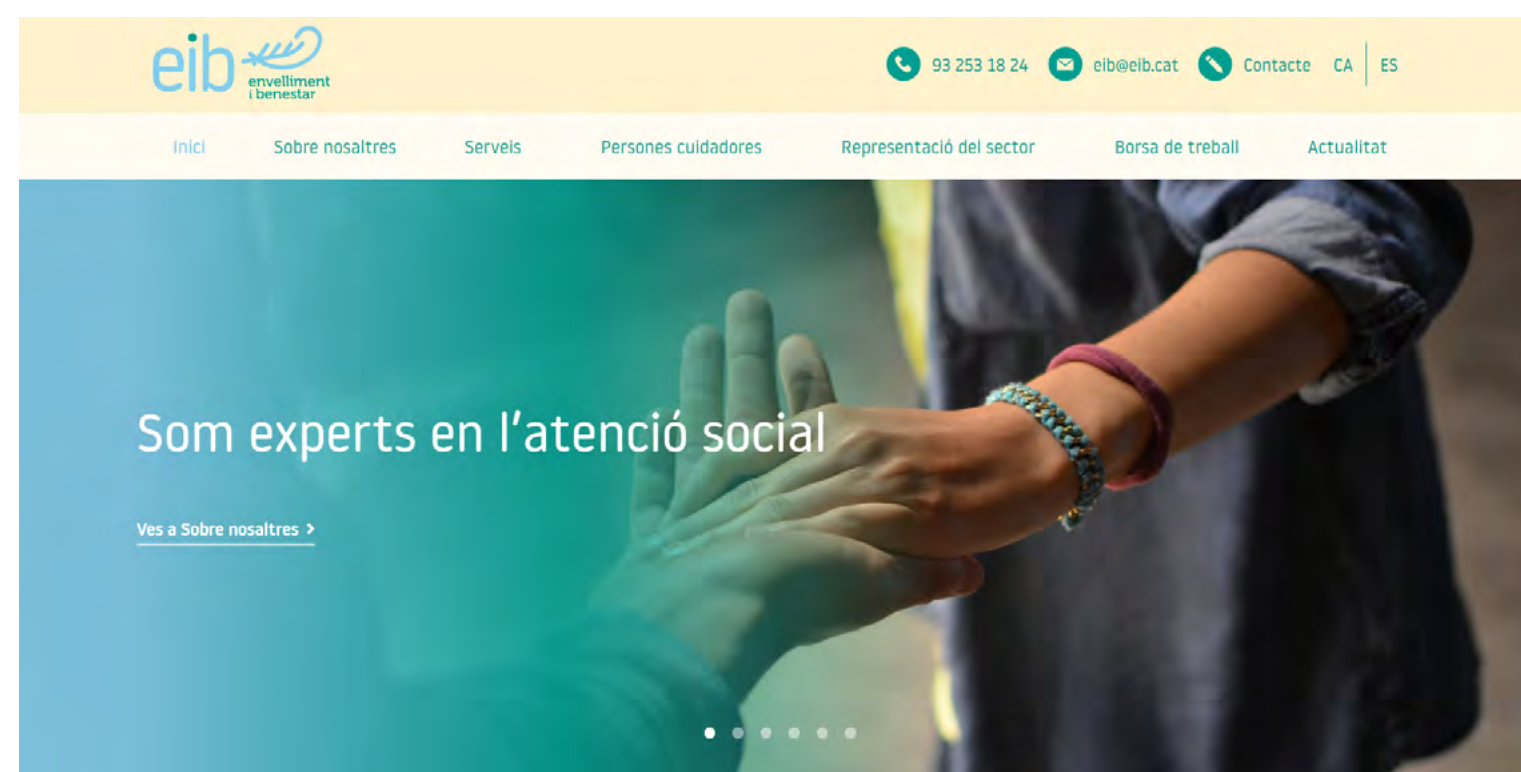 eib
envelliment
i benestar
93 253 18 24
eib@eib.cat
Contacte
CA
ES
Inici
Sobre nosaltres
Serveis
Persones cuidadores
Representació del sector
Borsa de treball
Actualitat
Som experts en l'atenció social
Ves a Sobre nosaltres >